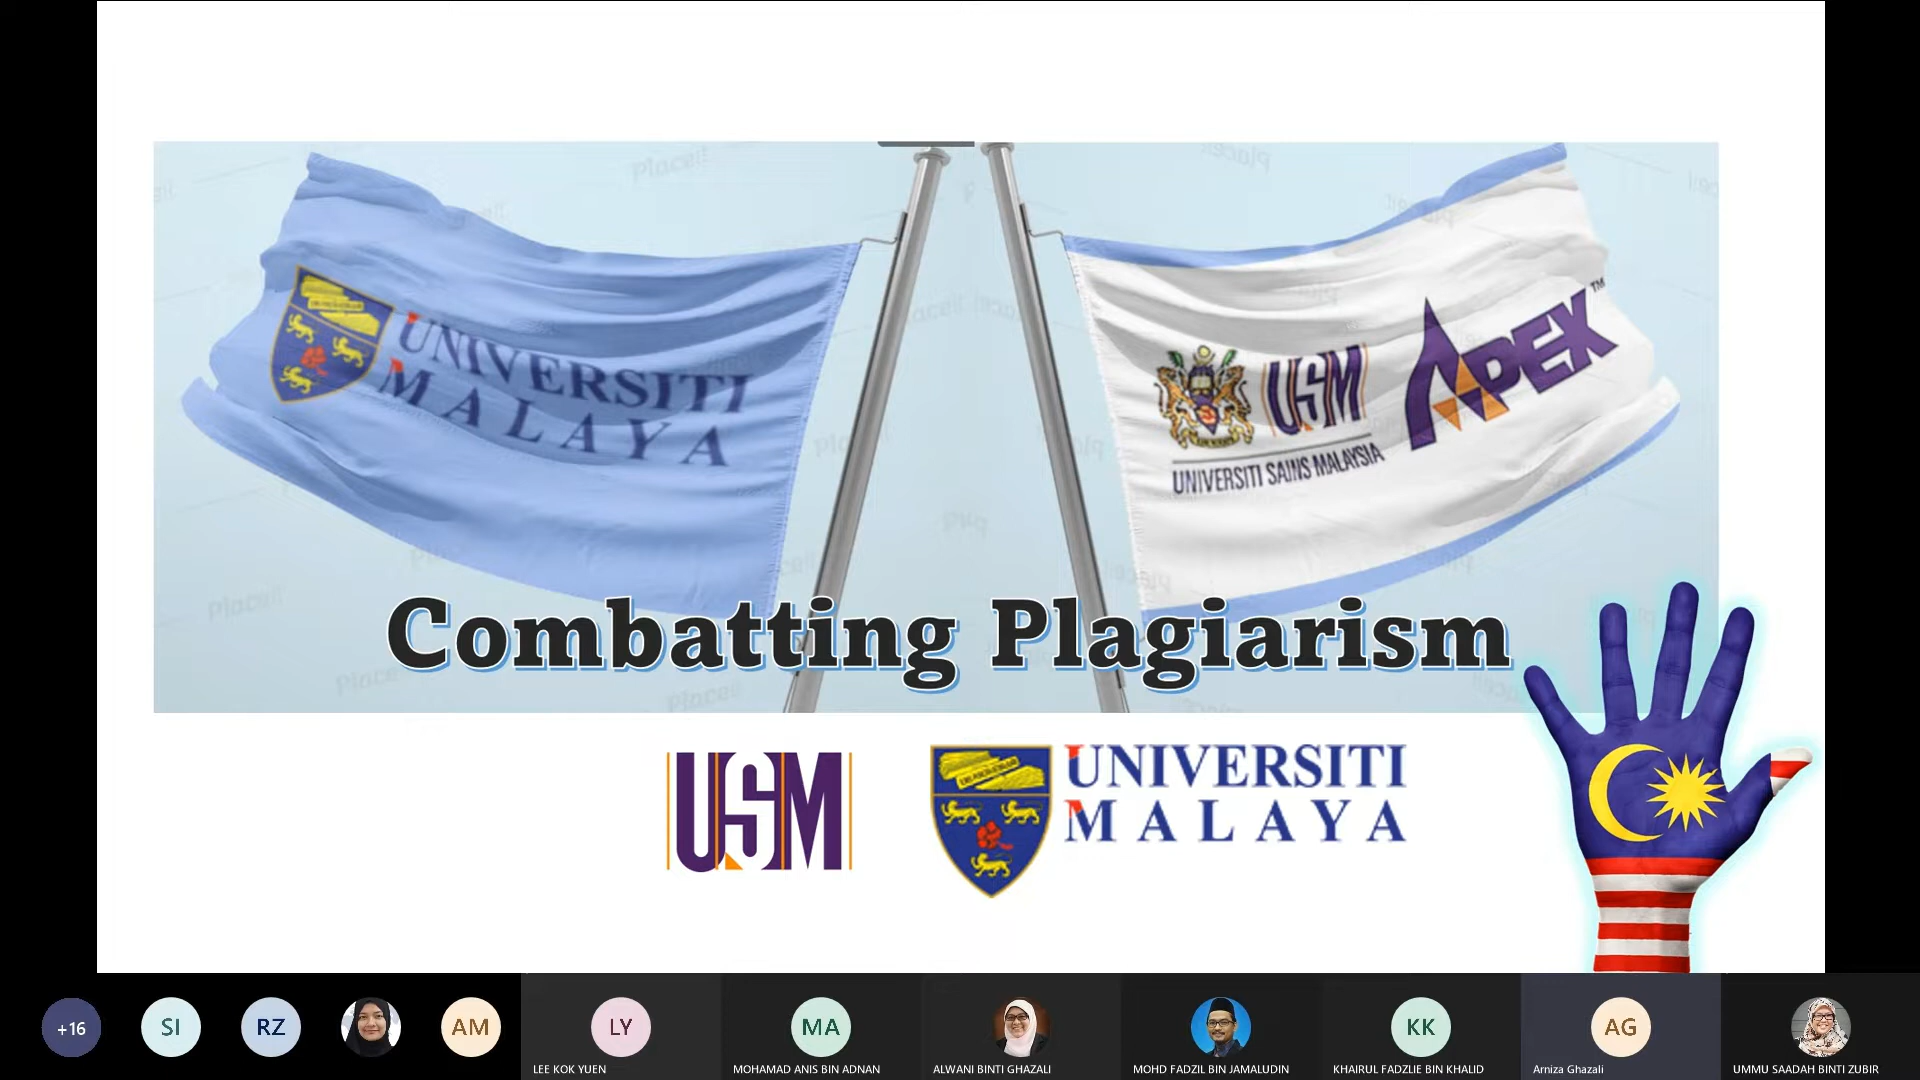 UNIVERSITI
MALAYA
USM
APEX™
UNIVERSITI SAINS MALAYSIA
Placeit
Combatting Plagiarism
USM
UNIVERSITI
MALAYA
+16
SI
RZ
AM
LY
MA
KK
AG
LEE KOK YUEN
MOHAMAD ANIS BIN ADNAN
ALWANI BINTI GHAZALI
MOHD FADZIL BIN JAMALUDIN
KHAIRUL FADZLIE BIN KHALID
Arniza Ghazali
UMMU SAADAH BINTI ZUBIR